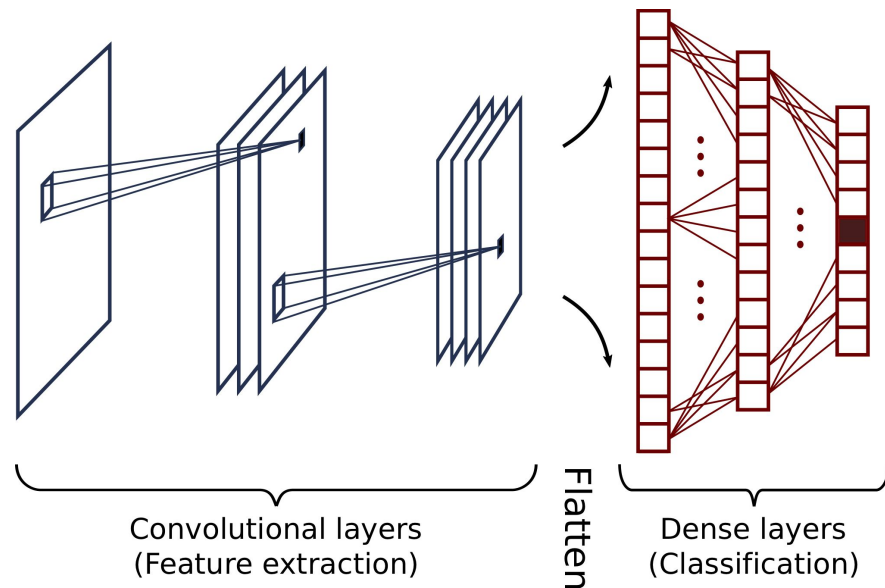 Convolutional layers
(Feature extraction)
Flatten
Dense layers
(Classification)